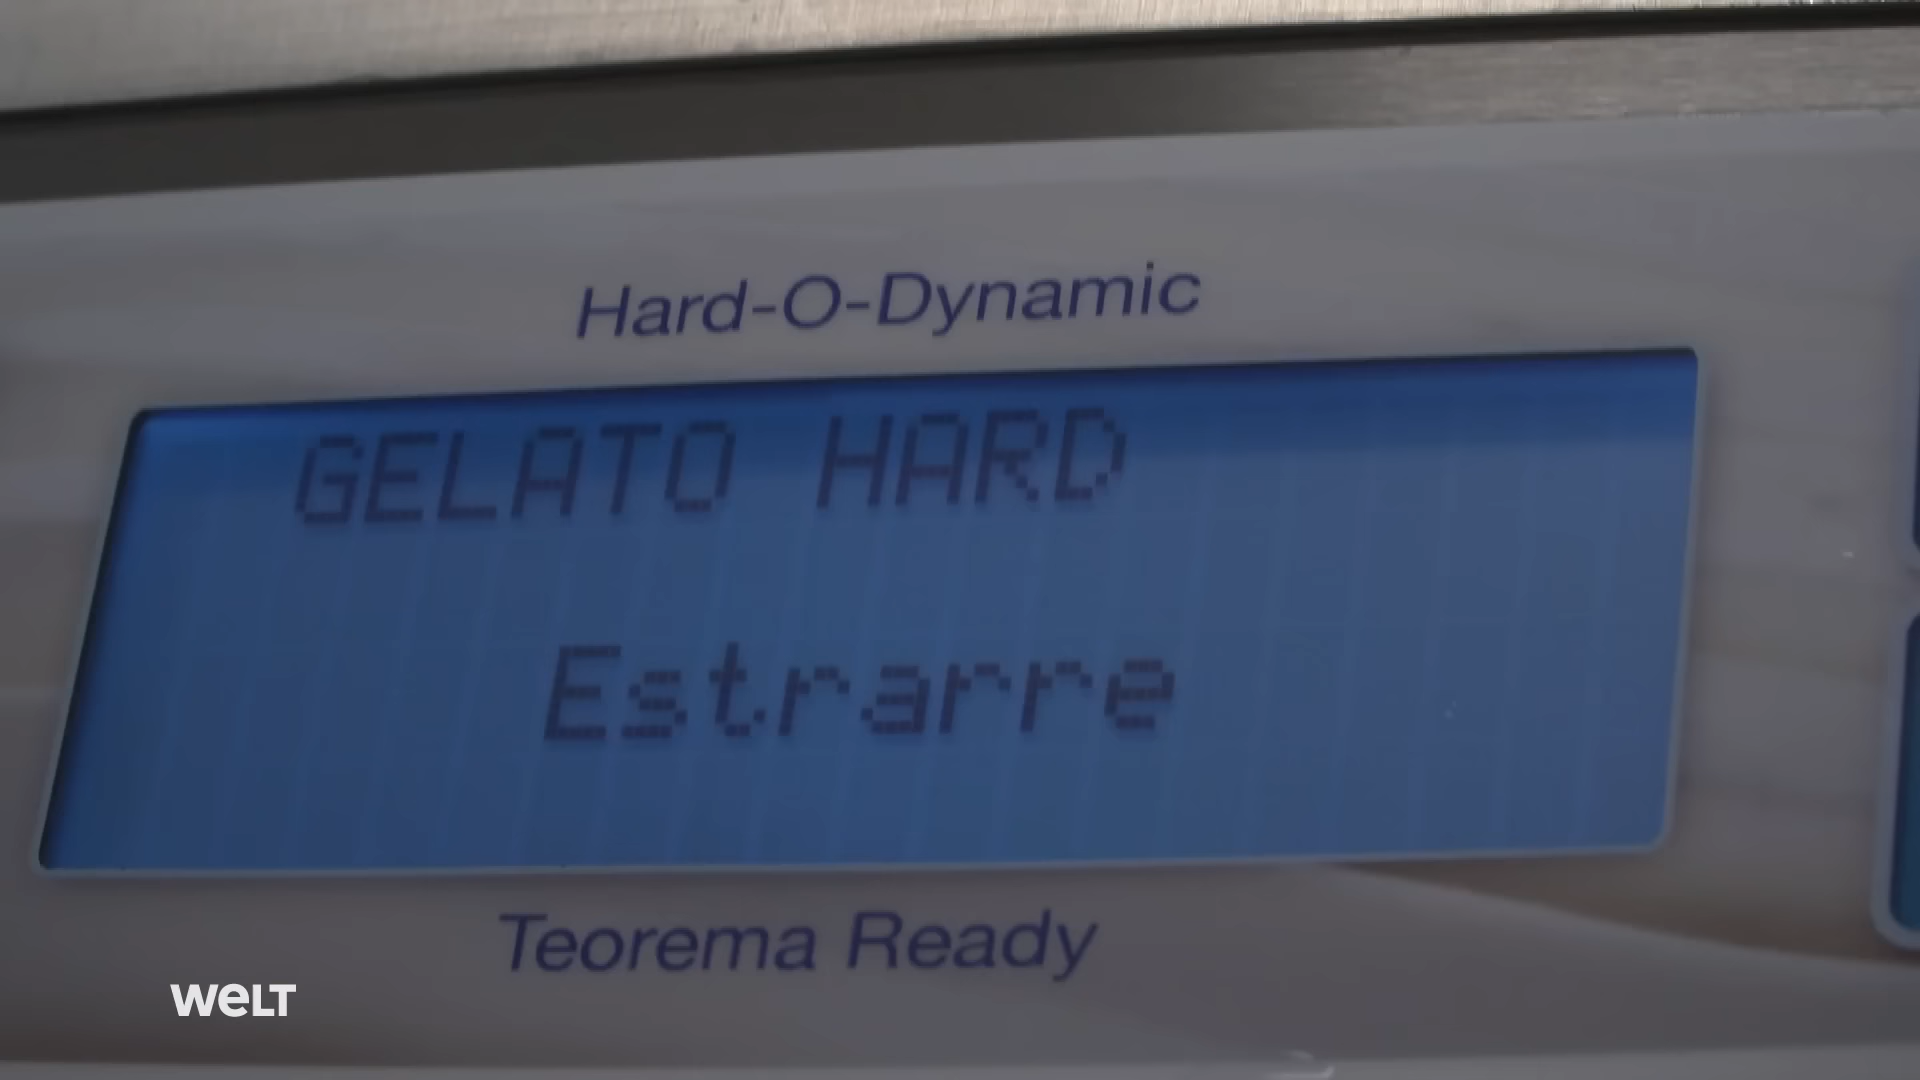 Hard-O-Dynamic
GELATO HARD
Estrarre
Teorema Ready
WELT